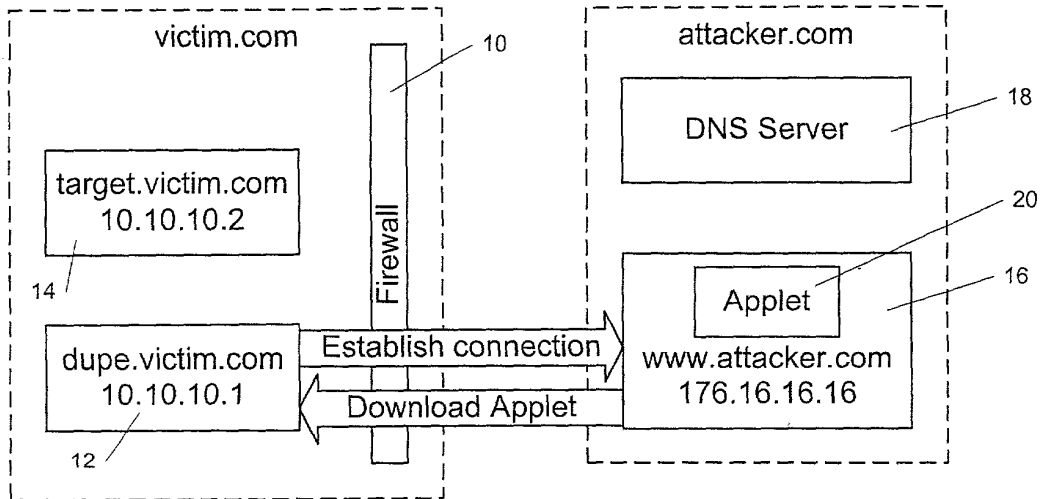 victim.com
10
attacker.com
DNS Server
18
target.victim.com
10.10.10.2
14
Firewall
20
Applet
16
www.attacker.com
176.16.16.16
dupe.victim.com
10.10.10.1
12
Establish connection
Download Applet